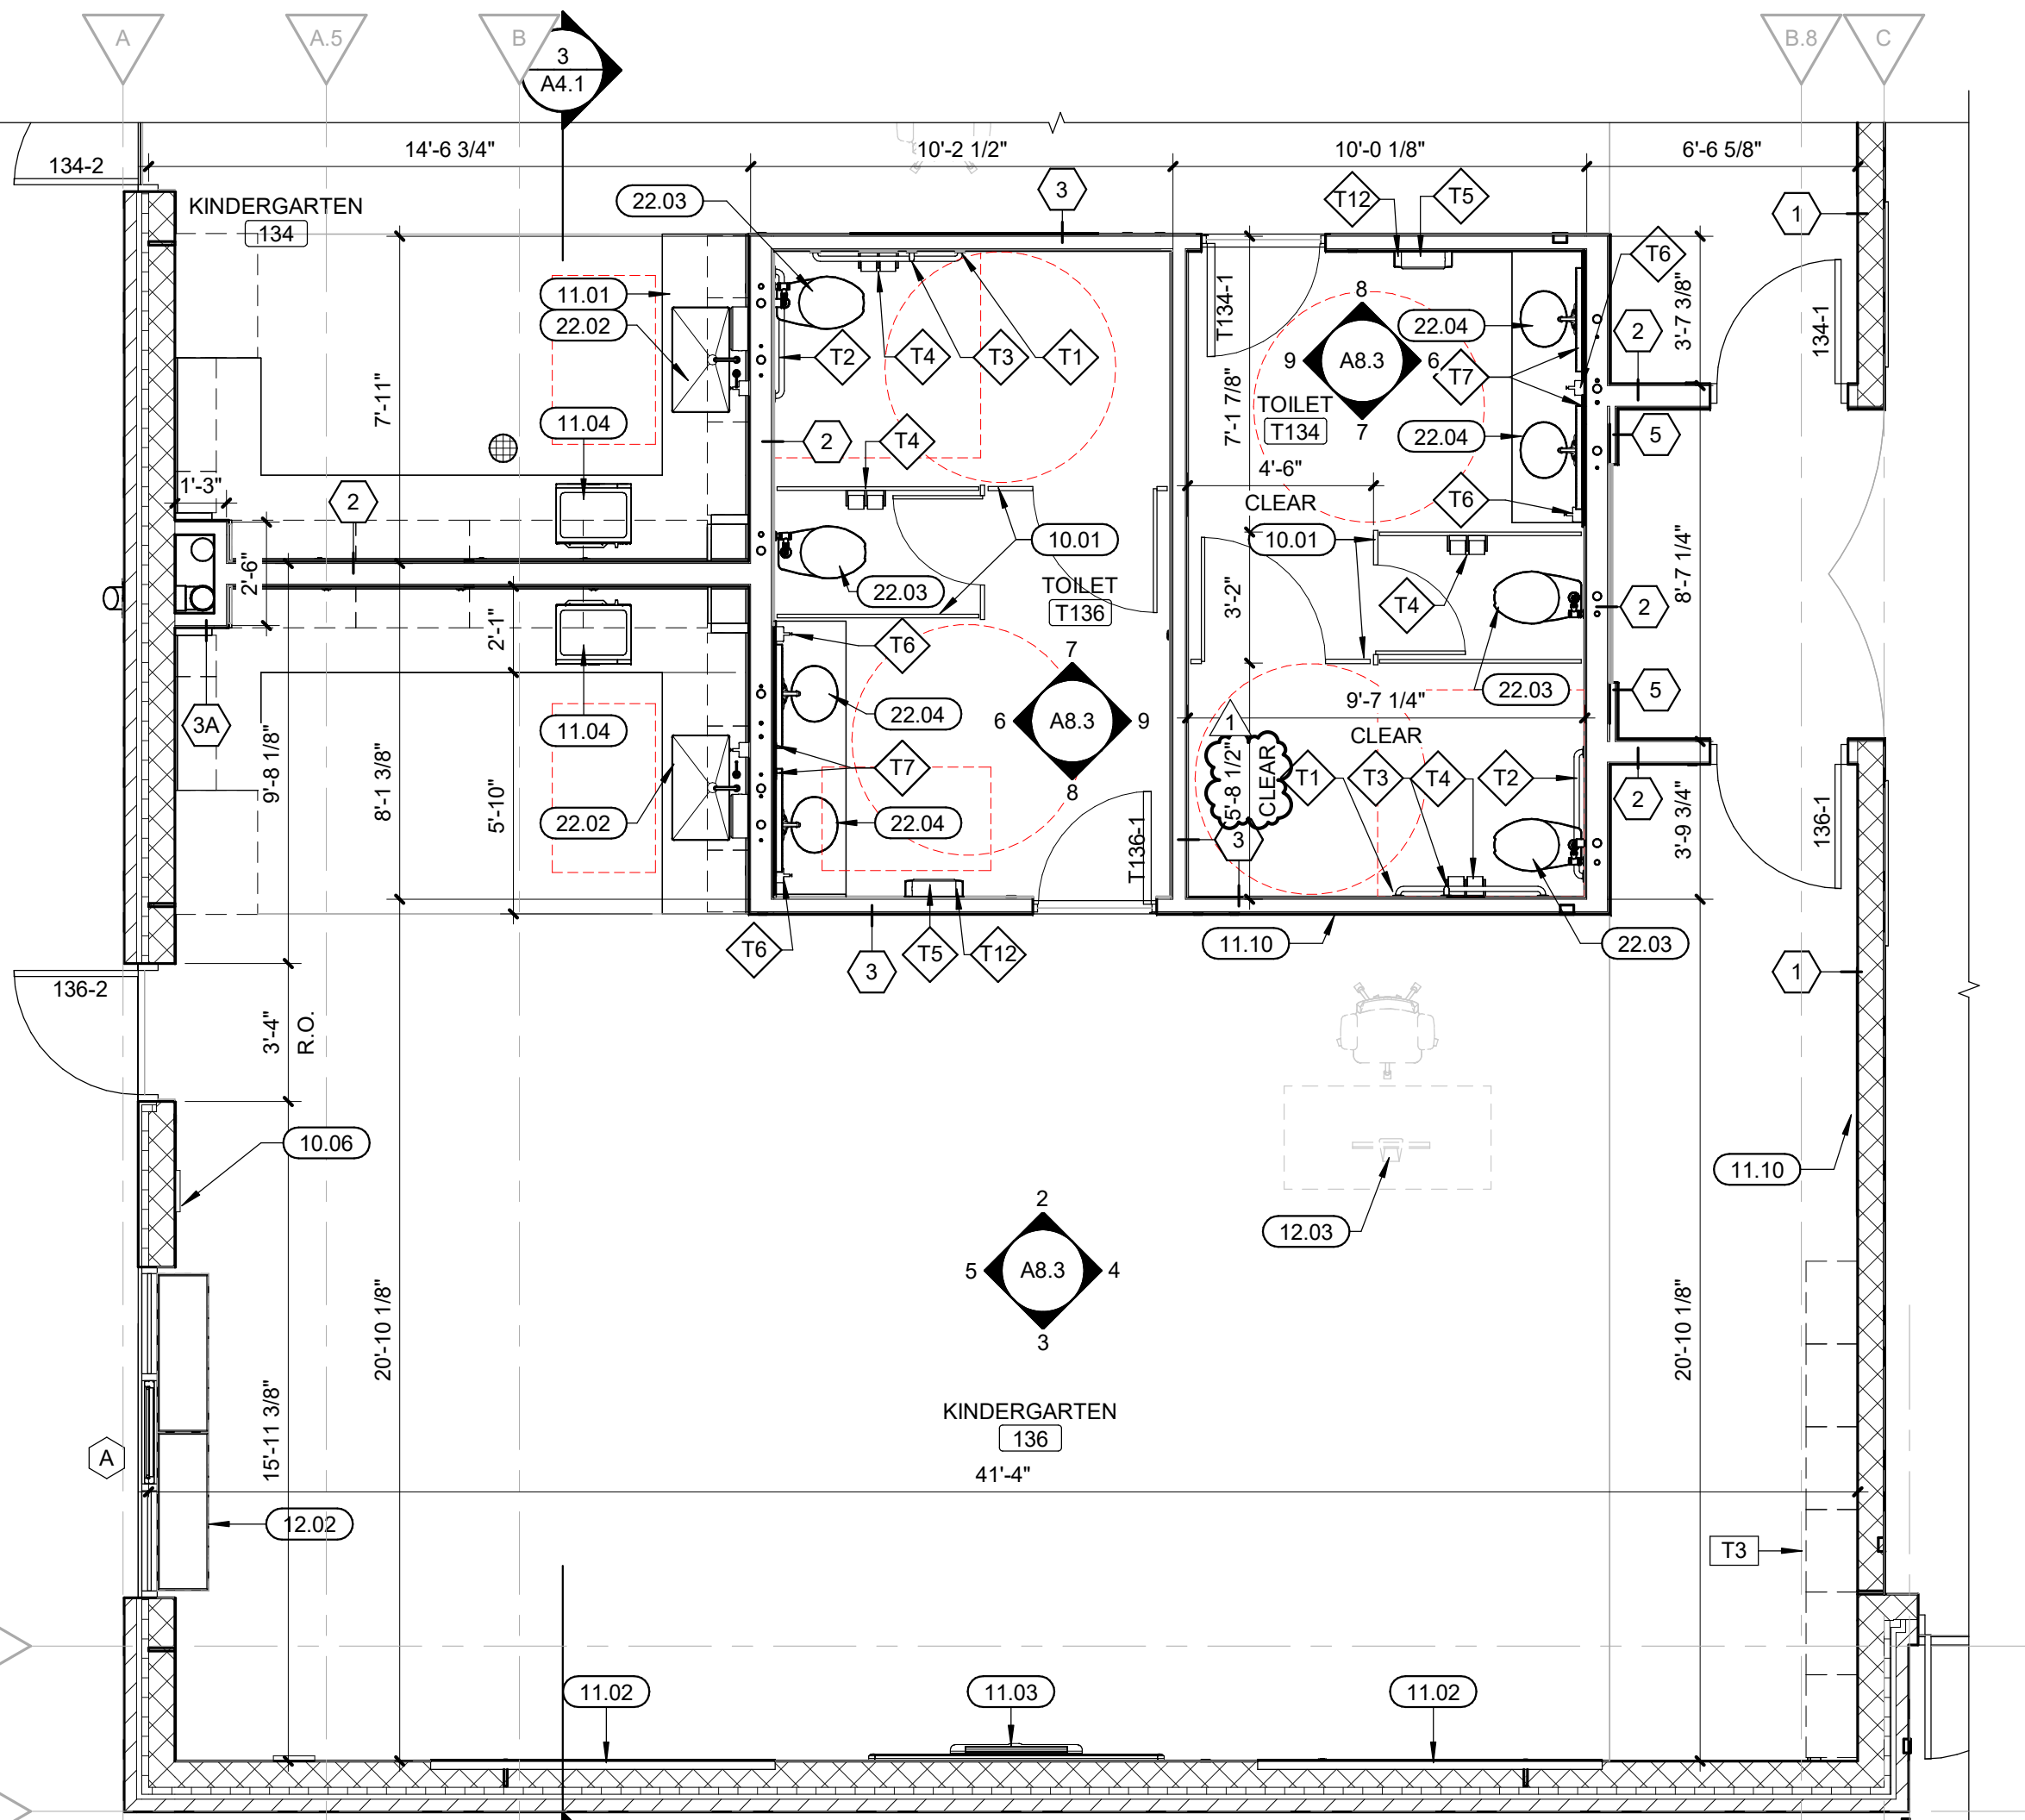 A
A.5
B
B.8
C
3
A4.1
134-2
14'-6 3/4"
10'-2 1/2"
10'-0 1/8"
6'-6 5/8"
KINDERGARTEN
134
22.03
3
T12
T5
1
T6
11.01
22.02
7'-11"
T2
T4
T3
T1
T134-1
8
9
A8.3
6
7
22.04
T7
2
3'-7 3/8"
134-1
TOILET
T134
7'-1 7/8"
11.04
2
T4
22.04
5
4'-6"
CLEAR
T6
1'-3"
2
10.01
10.01
2'-6"
22.03
TOILET
T136
3'-2"
T4
2
8'-7 1/4"
2'-1"
T6
7
6
A8.3
9
8
22.03
5
9'-7 1/4"
CLEAR
3A
11.04
22.04
1
5'-8 1/2"
CLEAR
T1
T3
T4
T2
9'-8 1/8"
8'-1 3/8"
5'-10"
T7
22.02
22.04
T136-1
3
2
3'-9 3/4"
136-1
T6
3
T5
T12
11.10
22.03
1
136-2
3'-4"
R.O.
10.06
11.10
12.03
2
5
A8.3
4
3
20'-10 1/8"
20'-10 1/8"
15'-11 3/8"
KINDERGARTEN
136
41'-4"
A
12.02
T3
11.02
11.03
11.02